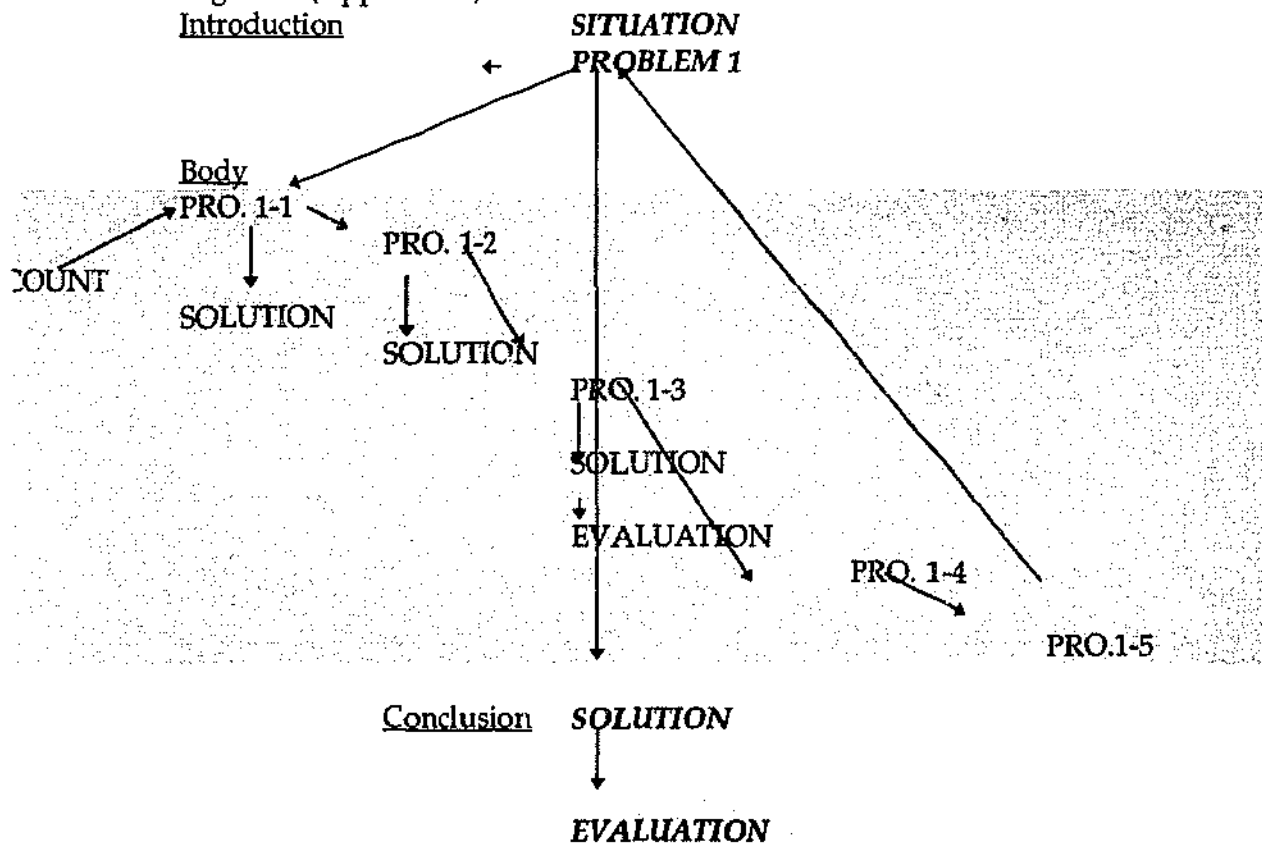 Introduction SITUATION
PROBLEM 1
Body
PRO. 1-1
PRO. 1-2
COUNT
SOLUTION
SOLUTION
PRO. 1-3
SOLUTION
EVALUATION
PRO. 1-4
PRO.1-5
Conclusion SOLUTION
EVALUATION